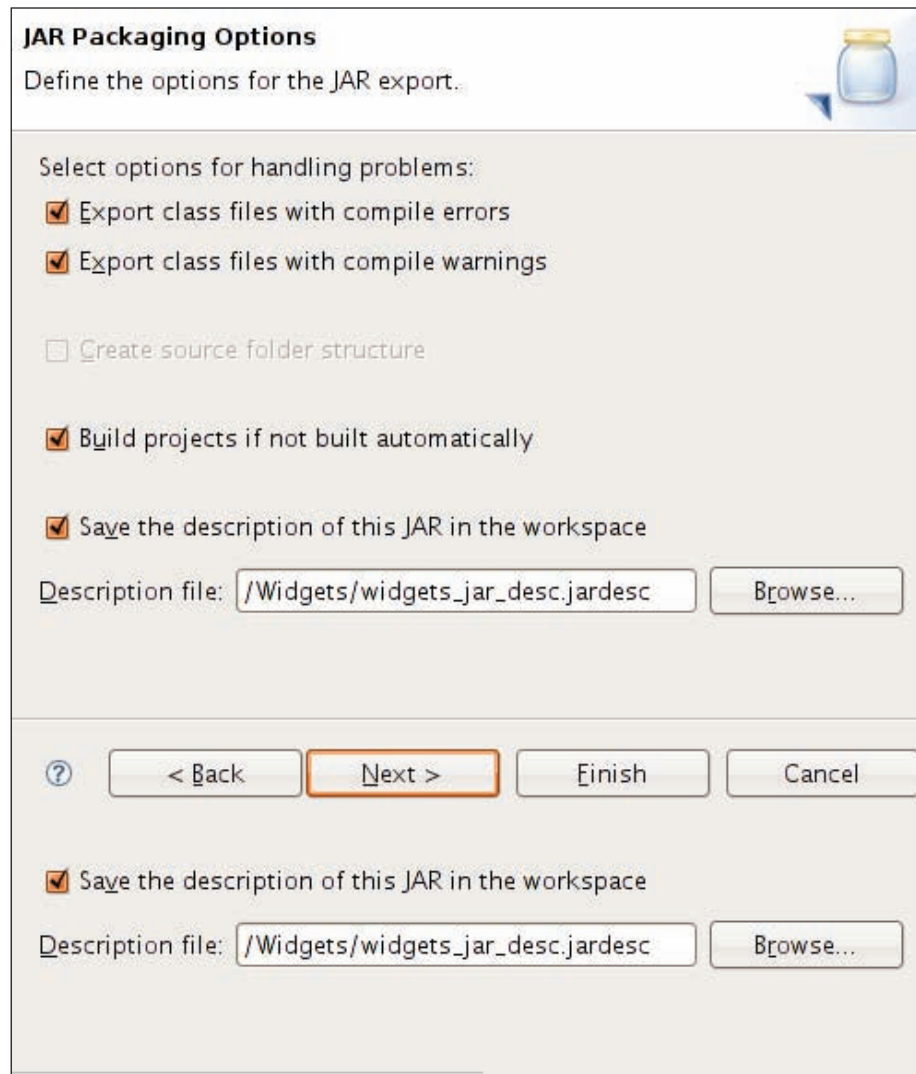 JAR Packaging Options
Define the options for the JAR export.
Select options for handling problems:
Export class files with compile errors
Export class files with compile warnings
Create source folder structure
Build projects if not built automatically
Save the description of this JAR in the workspace
Description file: /Widgets/widgets_jar_desc.jardesc Browse...
? < Back Next > Finish Cancel
Save the description of this JAR in the workspace
Description file: /Widgets/widgets_jar_desc.jardesc Browse...